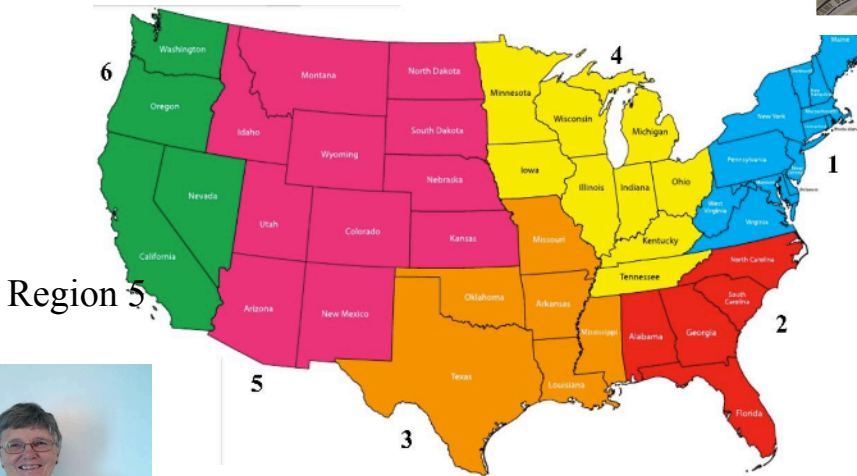 Maine
4
6
Washington
Montana
North Dakota
Minnesota
Oregon
Idaho
Wisconsin
Michigan
New York
South Dakota
Wyoming
Iowa
Pennsylvania
1
Nebraska
Nevada
Illinois
Indiana
Ohio
West
Virginia
Utah
Colorado
Virginia
California
Kansas
Missouri
Kentucky
North Carolina
Tennessee
Region 5
Oklahoma
Arkansas
South
Carolina
Arizona
New Mexico
2
Mississippi
Alabama
Georgia
5
Texas
Louisiana
Florida
3